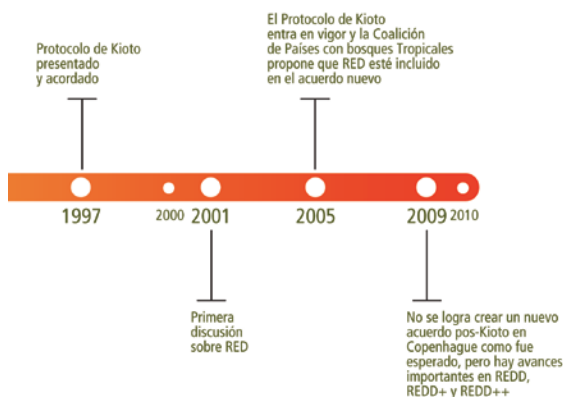 El Protocolo de Kioto
entra en vigor y la Coalición
de Países con bosques Tropicales
propone que RED esté incluido
en el acuerdo nuevo
Protocolo de Kioto
presentado
y acordado
1997
2000
2001
2005
2009
2010
Primera
discusión
sobre RED
No se logra crear un nuevo
acuerdo pos-Kioto en
Copenhague como fue
esperado, pero hay avances
importantes en REDD,
REDD+ y REDD++